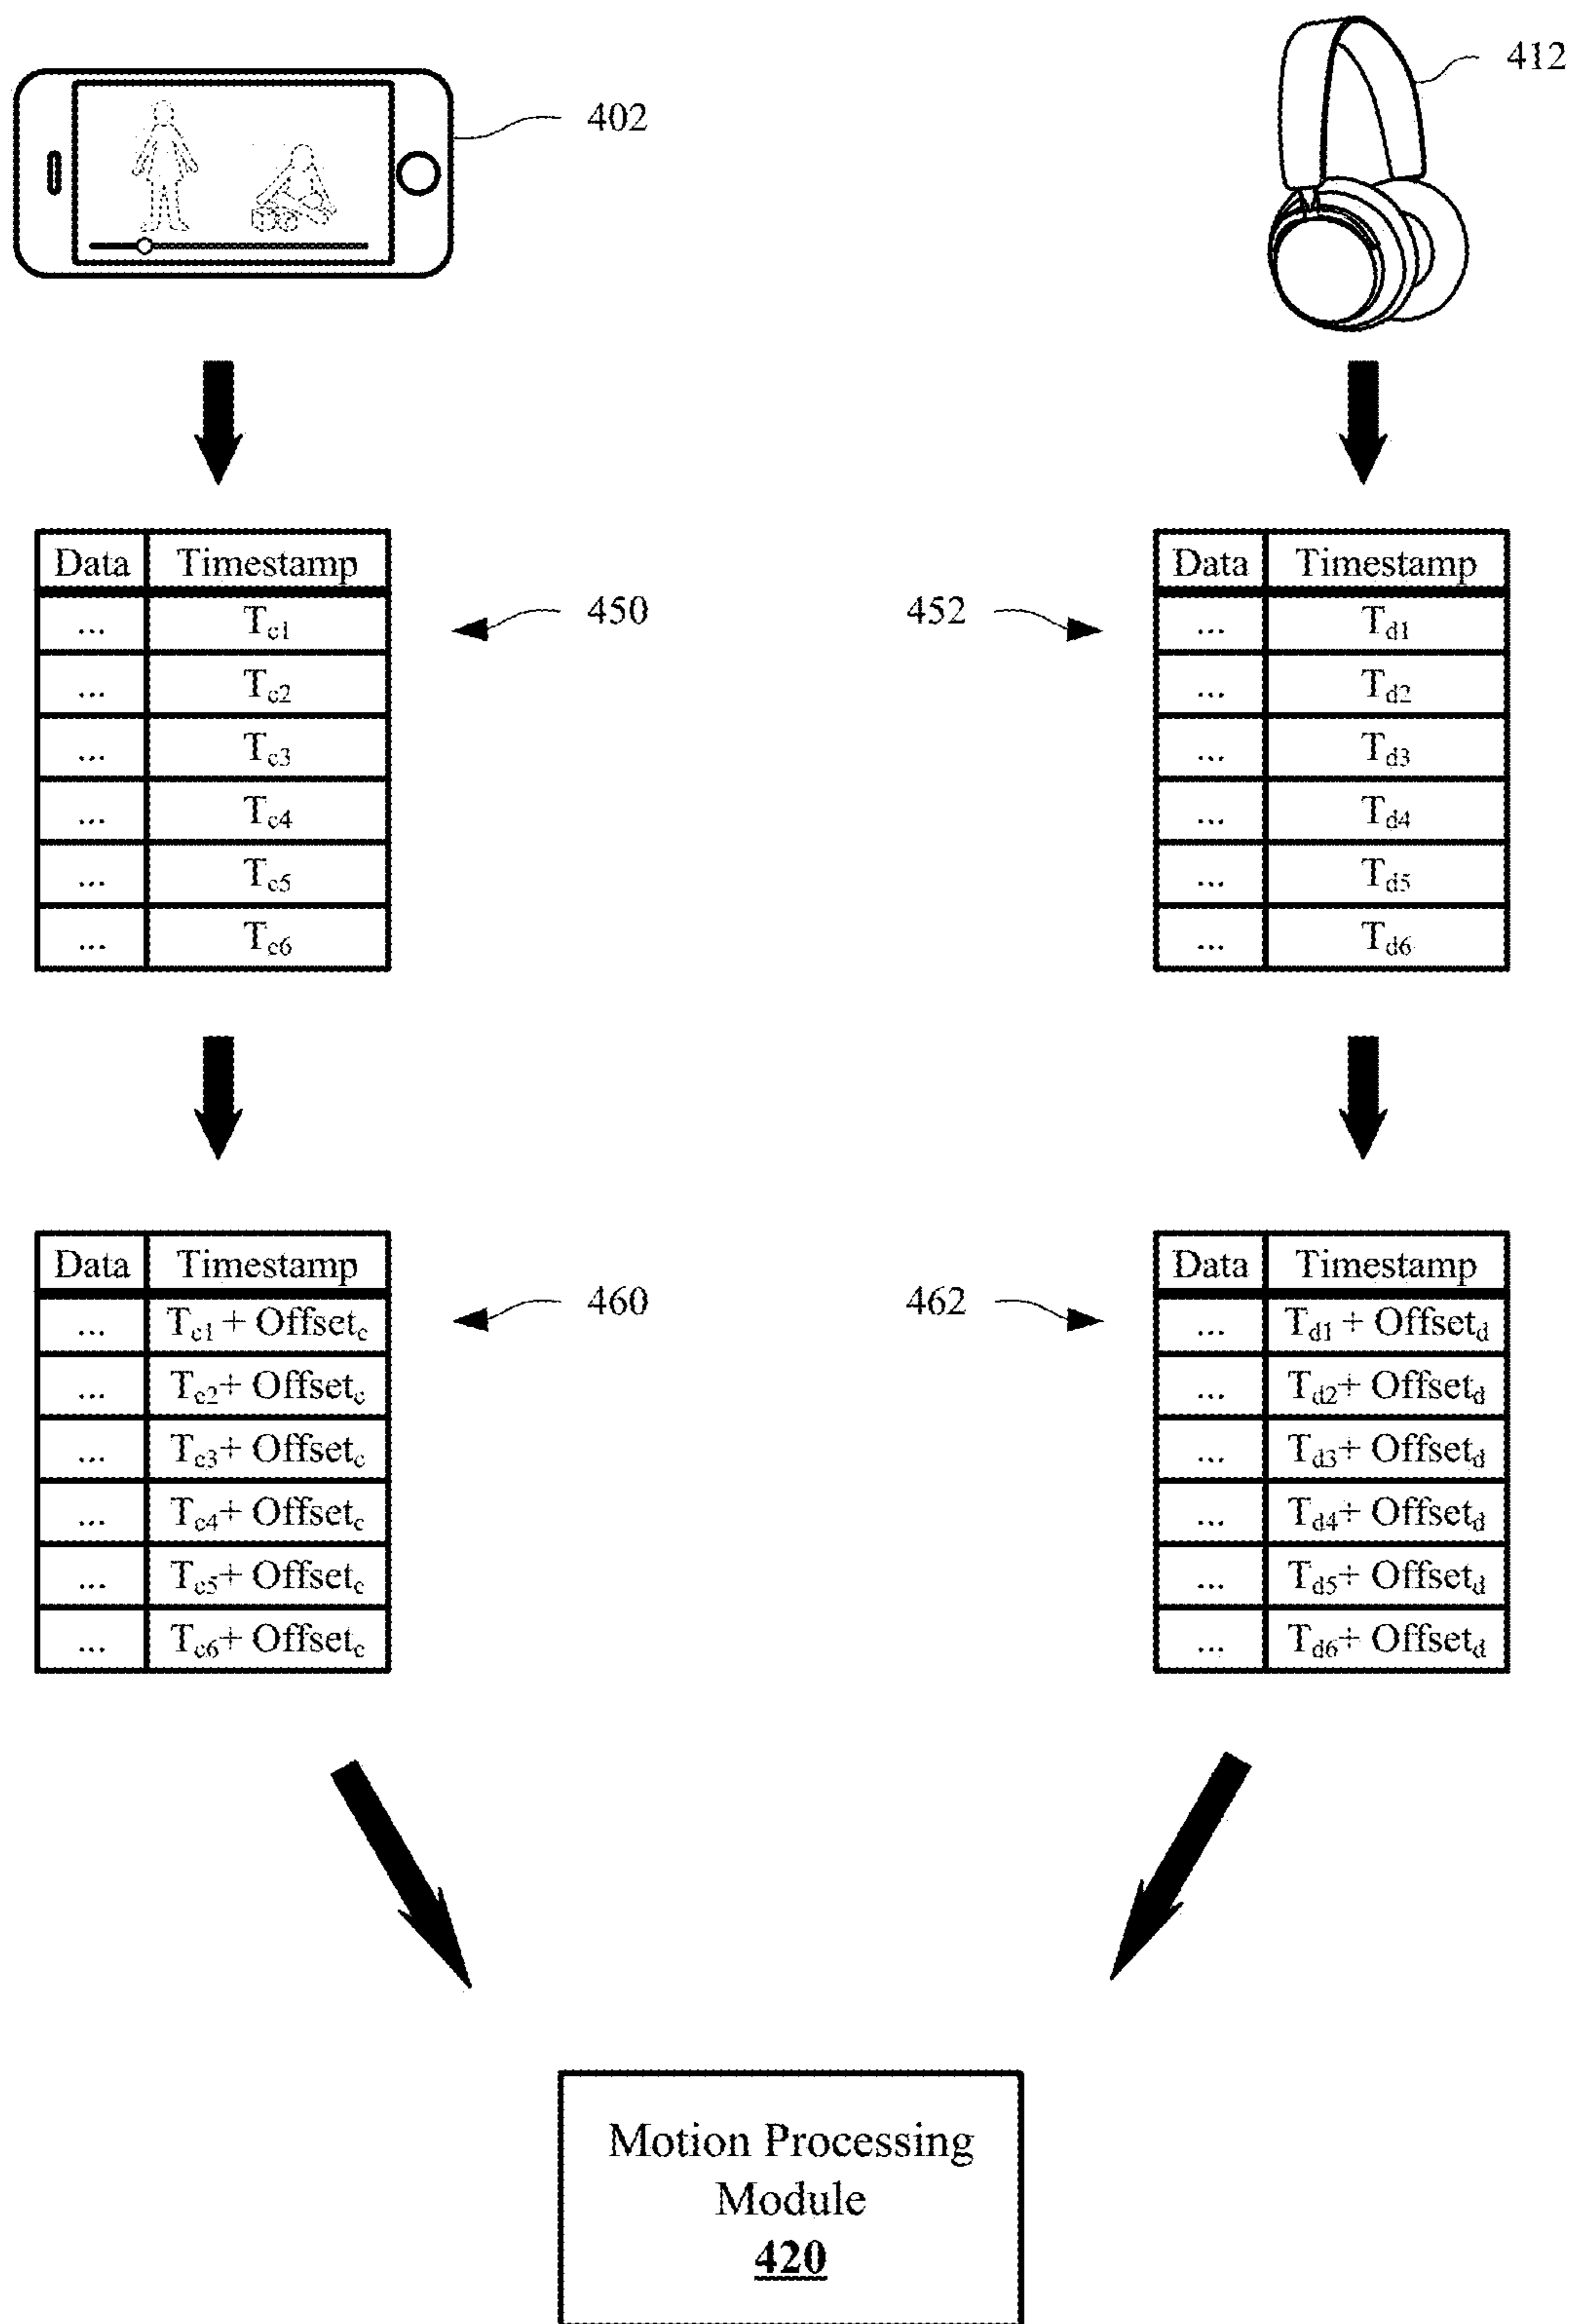 402
412
Data Timestamp
... Tc1
... Tc2
... Tc3
... Tc4
... Tc5
... Tc6
450
452
Data Timestamp
... Td1
... Td2
... Td3
... Td4
... Td5
... Td6
Data Timestamp
... Tc1 + Offsetc
... Tc2+ Offsetc
... Tc3+ Offsetc
... Tc4+ Offsetc
... Tc5+ Offsetc
... Tc6+ Offsetc
460
462
Data Timestamp
... Td1 + Offsetd
... Td2+ Offsetd
... Td3+ Offsetd
... Td4+ Offsetd
... Td5+ Offsetd
... Td6+ Offsetd
Motion Processing
Module
420